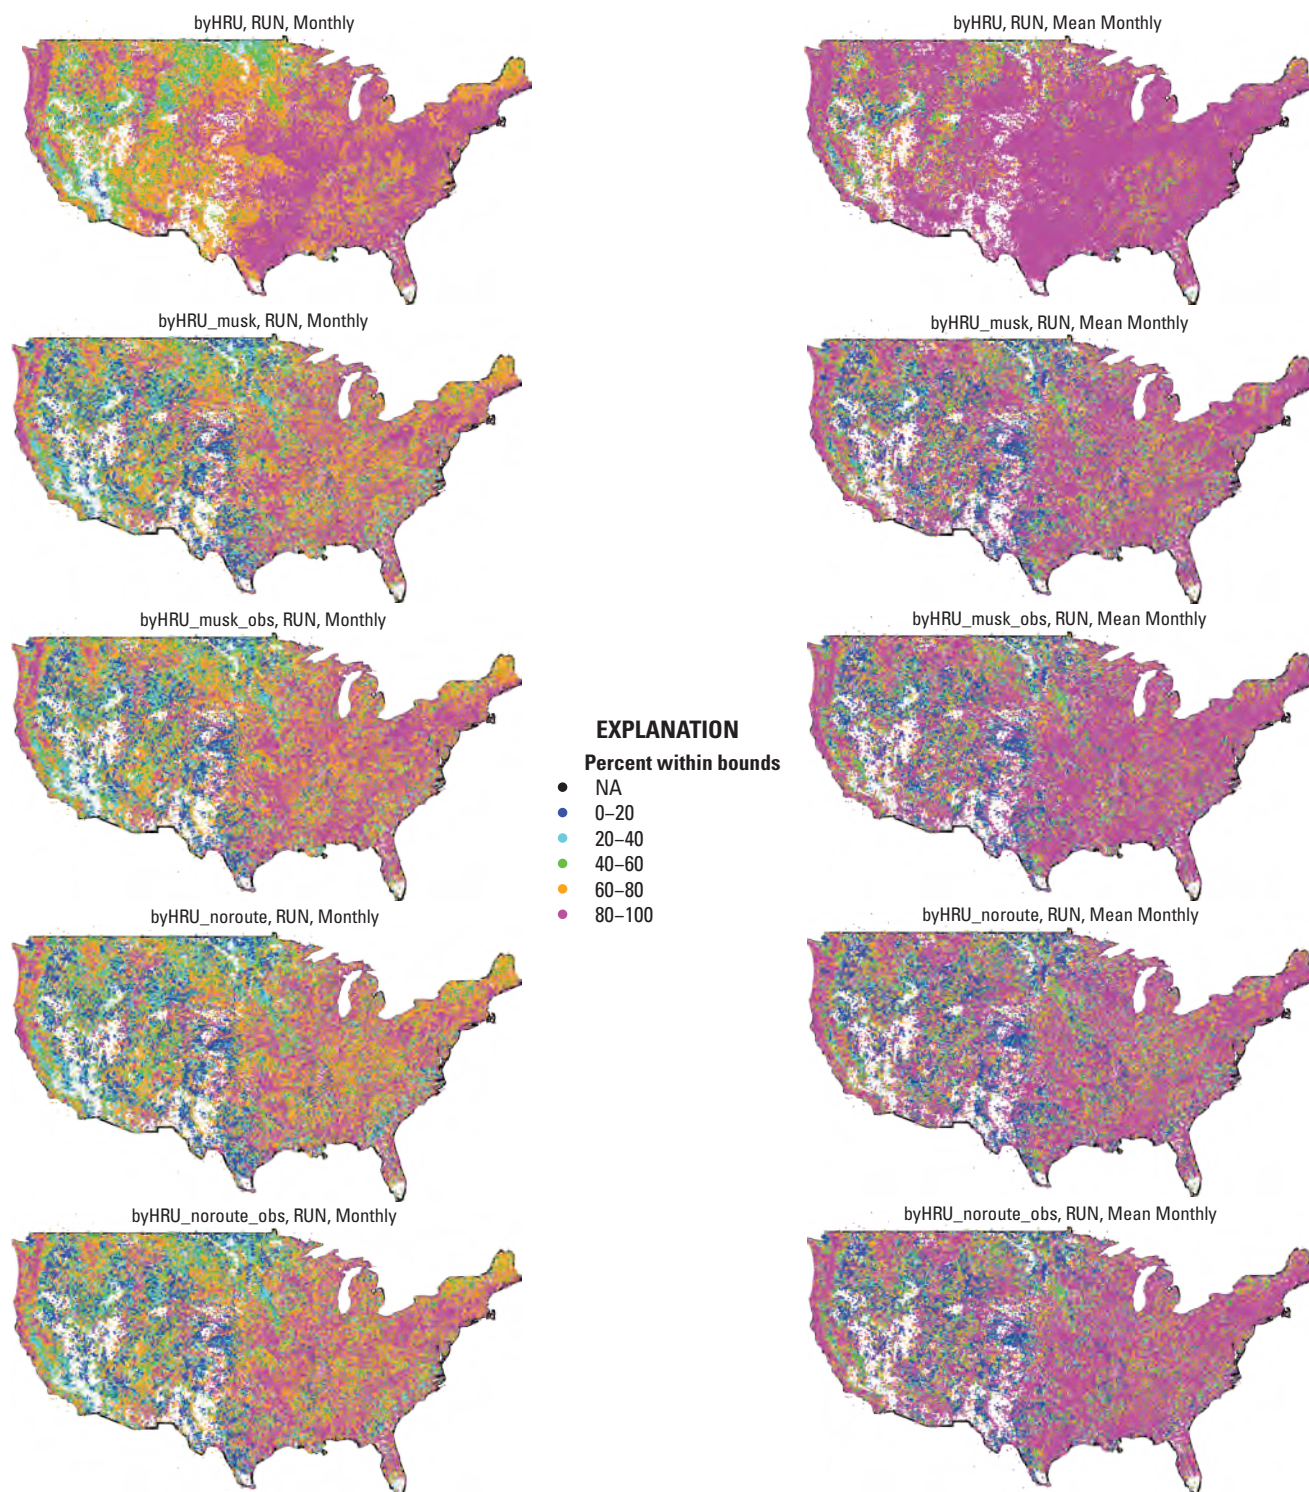 byHRU, RUN, Monthly
byHRU, RUN, Mean Monthly
byHRU_musk, RUN, Monthly
byHRU_musk, RUN, Mean Monthly
byHRU_musk_obs, RUN, Monthly
byHRU_musk_obs, RUN, Mean Monthly
EXPLANATION
Percent within bounds
NA
0–20
20–40
40–60
60–80
80–100
byHRU_noroute, RUN, Monthly
byHRU_noroute, RUN, Mean Monthly
byHRU_noroute_obs, RUN, Monthly
byHRU_noroute_obs, RUN, Mean Monthly